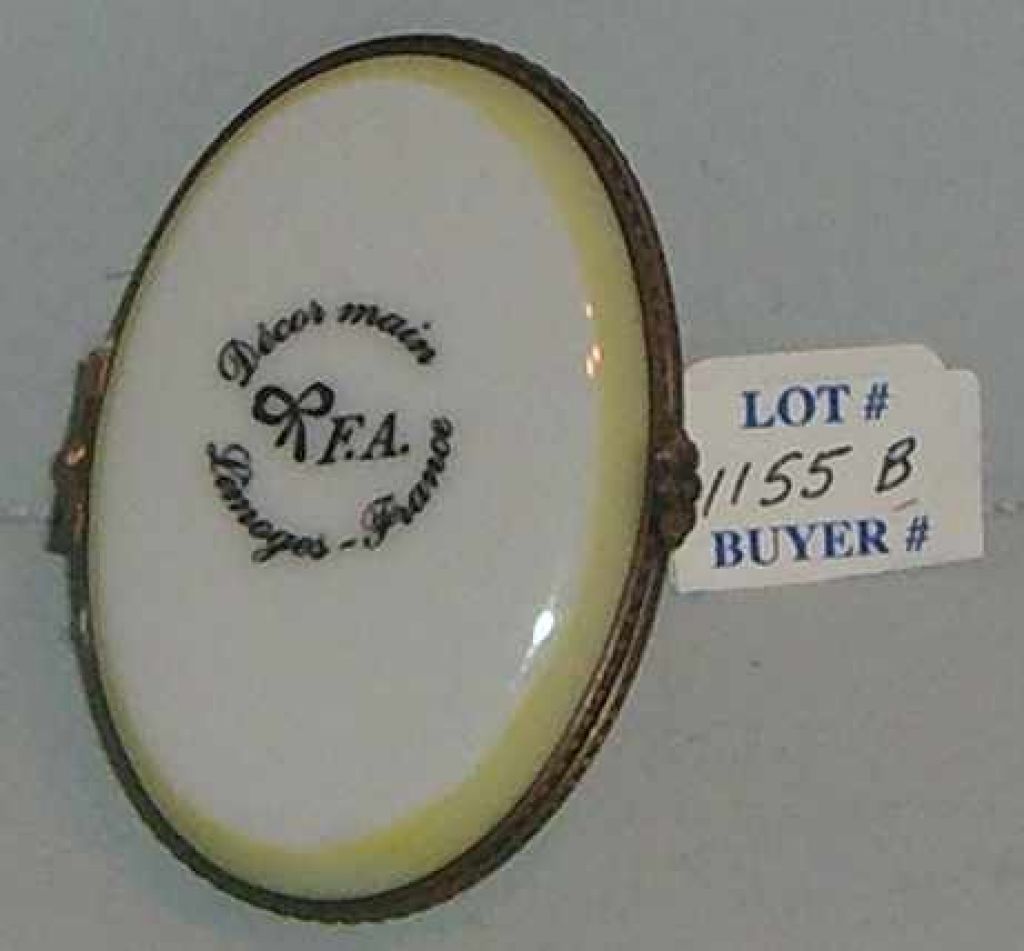 Décor main
F.A.
Limoges - France
LOT #
1155 B
BUYER #